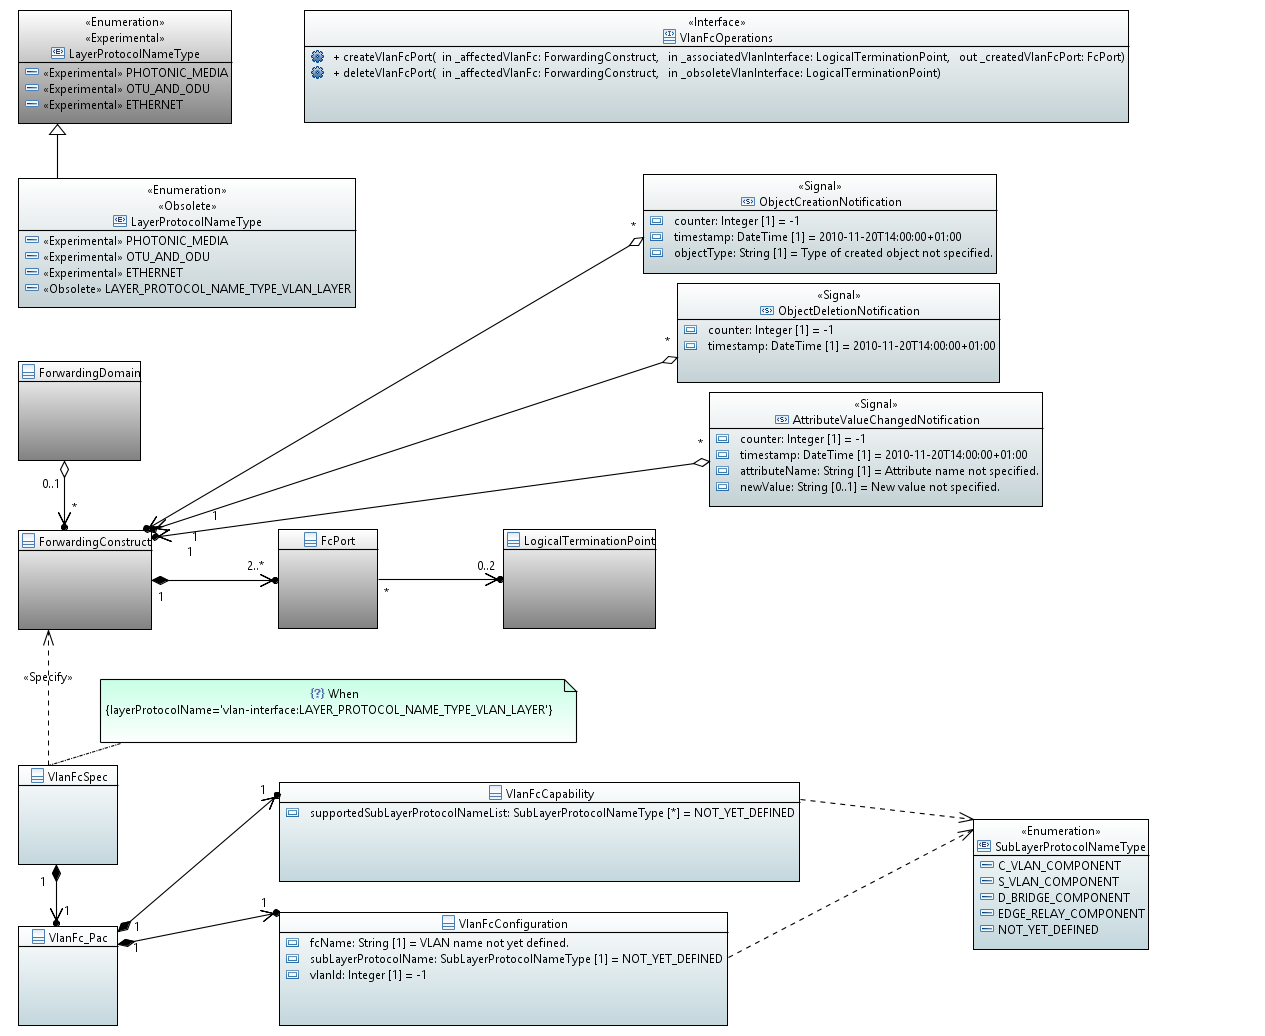 «Enumeration»
«Experimental»
LayerProtocolNameType
«Experimental» PHOTONIC_MEDIA
«Experimental» OTU_AND_ODU
«Experimental» ETHERNET
«Interface»
VlanFcOperations
+ createVlanFcPort( in _affectedVlanFc: ForwardingConstruct, in _associatedVlanInterface: LogicalTerminationPoint, out _createdVlanFcPort: FcPort)
+ deleteVlanFcPort( in _affectedVlanFc: ForwardingConstruct, in _obsoleteVlanInterface: LogicalTerminationPoint)
«Enumeration»
«Obsolete»
LayerProtocolNameType
«Experimental» PHOTONIC_MEDIA
«Experimental» OTU_AND_ODU
«Experimental» ETHERNET
«Obsolete» LAYER_PROTOCOL_NAME_TYPE_VLAN_LAYER
«Signal»
ObjectCreationNotification
counter: Integer [1] = -1
timestamp: DateTime [1] = 2010-11-20T14:00:00+01:00
objectType: String [1] = Type of created object not specified.
*
«Signal»
ObjectDeletionNotification
counter: Integer [1] = -1
timestamp: DateTime [1] = 2010-11-20T14:00:00+01:00
*
«Signal»
AttributeValueChangedNotification
counter: Integer [1] = -1
timestamp: DateTime [1] = 2010-11-20T14:00:00+01:00
attributeName: String [1] = Attribute name not specified.
newValue: String [0..1] = New value not specified.
*
ForwardingDomain
0..1
*
1
1
1
ForwardingConstruct
1
2..*
FcPort
*
0..2
LogicalTerminationPoint
«Specify»
{?} When
{layerProtocolName='vlan-interface:LAYER_PROTOCOL_NAME_TYPE_VLAN_LAYER'}
VlanFcSpec
1
1
VlanFc_Pac
1
1
1
1
VlanFcCapability
supportedSubLayerProtocolNameList: SubLayerProtocolNameType [*] = NOT_YET_DEFINED
VlanFcConfiguration
fcName: String [1] = VLAN name not yet defined.
subLayerProtocolName: SubLayerProtocolNameType [1] = NOT_YET_DEFINED
vlanId: Integer [1] = -1
«Enumeration»
SubLayerProtocolNameType
C_VLAN_COMPONENT
S_VLAN_COMPONENT
D_BRIDGE_COMPONENT
EDGE_RELAY_COMPONENT
NOT_YET_DEFINED